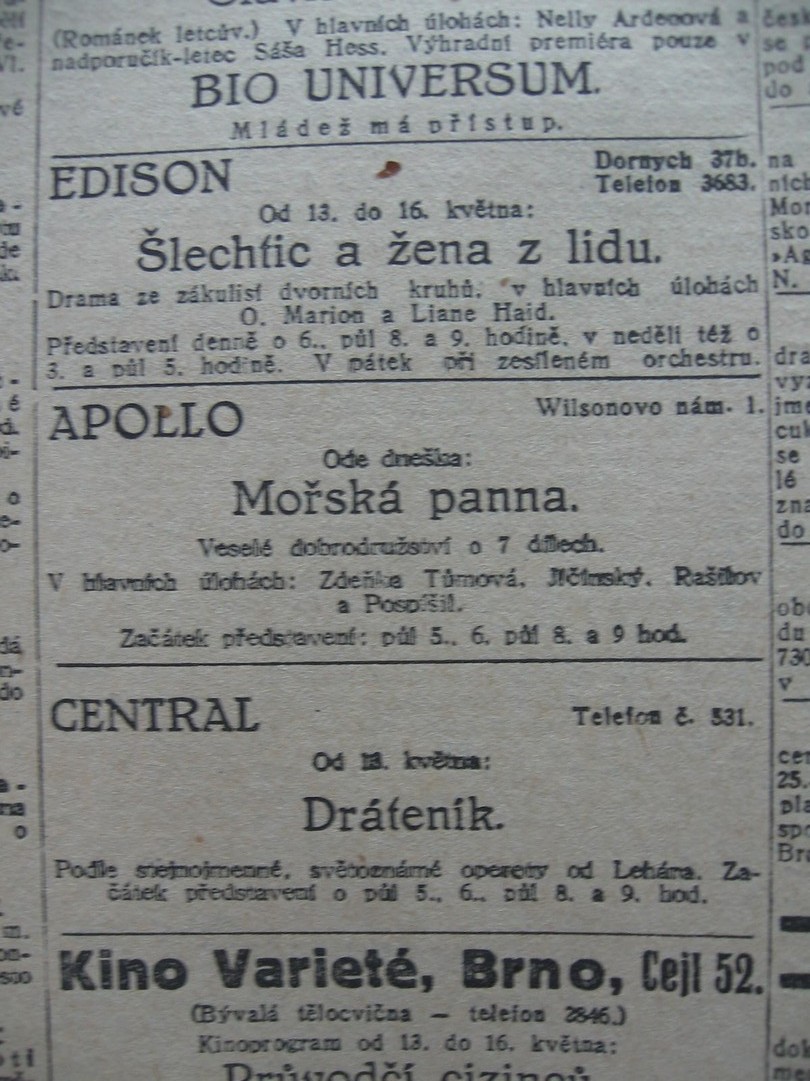 (Románek letcův.) V hlavních úlohách: Nelly Ardenová a
nadporučík-letec Sáša Hess. Výhradní premiéra pouze v
BIO UNIVERSUM.
Mládež má přístup.
EDISON
Dornych 37b.
Telefon 3683.
Od 13. do 16. května:
Šlechtic a žena z lidu.
Drama ze zákulisí dvorních kruhů, v hlavních úlohách
O. Marion a Liane Haid.
Představení denně o 6., půl 8. a 9. hodině, v neděli též o
3. a půl 5. hodině. V pátek při zesíleném orchestru.
APOLLO
Wilsonovo nám. 1.
Ode dneška:
Mořská panna.
Veselé dobrodružství o 7 dílech.
V hlavních úlohách: Zdeňka Tůmová, Jičínský, Rašilov
a Pospíšil.
Začátek představení: půl 5., 6. půl 8. a 9 hod.
CENTRAL
Telefon č. 531.
Od 13. května:
Dráteník.
Podle stejnojmenné, světoznámé operety od Lehára. Za-
čátek představení o půl 5., 6., půl 8. a 9. hod.
Kino Varieté, Brno, Cejl 52.
(Bývalá tělocvična — telefon 2846.)
Kinoprogram od 13. do 16. května:
Průvodčí cizinců